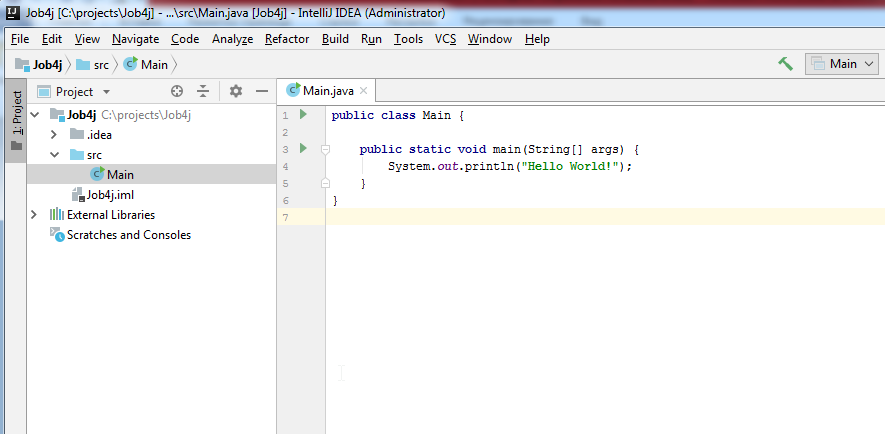 Job4j [C:\projects\Job4j] - ...\src\Main.java [Job4j] - IntelliJ IDEA (Administrator)
File Edit View Navigate Code Analyze Refactor Build Run Tools VCS Window Help
Job4j src Main Main
1: Project
Project
Job4j C:\projects\Job4j
.idea
src
Main
Job4j.iml
External Libraries
Scratches and Consoles
Main.java
1 public class Main {
2
3 public static void main(String[] args) {
4 System.out.println("Hello World!");
5 }
6 }
7